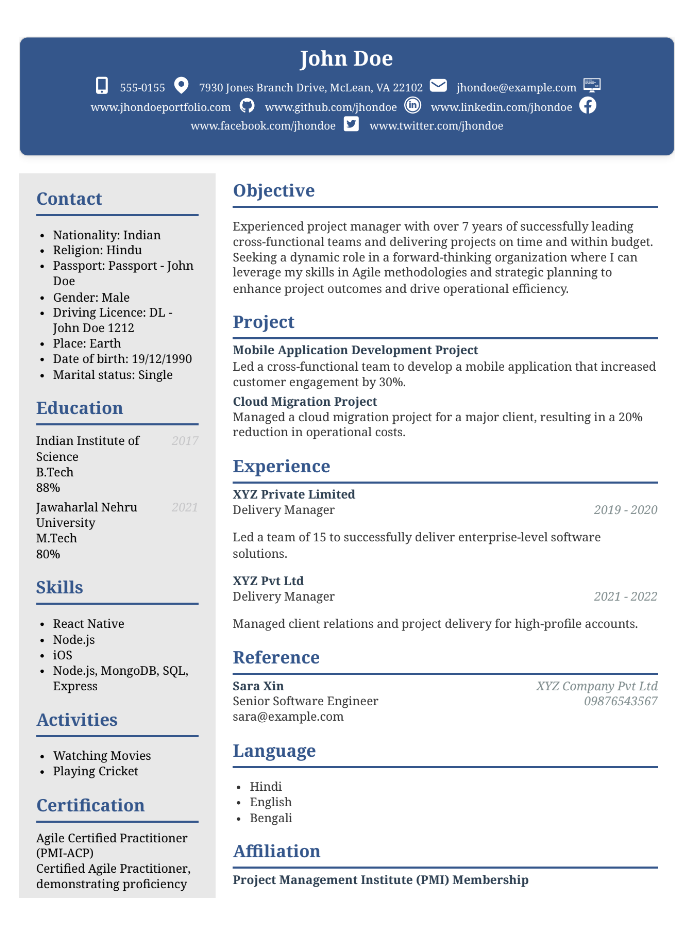 John Doe
555-0155 7930 Jones Branch Drive, McLean, VA 22102 jhondoe@example.com
www.jhondoeportfolio.com www.github.com/jhondoe www.linkedin.com/jhondoe
www.facebook.com/jhondoe www.twitter.com/jhondoe
Contact
• Nationality: Indian
• Religion: Hindu
• Passport: Passport - John
Doe
• Gender: Male
• Driving Licence: DL -
John Doe 1212
• Place: Earth
• Date of birth: 19/12/1990
• Marital status: Single
Education
Indian Institute of 2017
Science
B.Tech
88%
Jawaharlal Nehru 2021
University
M.Tech
80%
Skills
• React Native
• Node.js
• iOS
• Node.js, MongoDB, SQL,
Express
Activities
• Watching Movies
• Playing Cricket
Certification
Agile Certified Practitioner
(PMI-ACP)
Certified Agile Practitioner,
demonstrating proficiency
Objective
Experienced project manager with over 7 years of successfully leading
cross-functional teams and delivering projects on time and within budget.
Seeking a dynamic role in a forward-thinking organization where I can
leverage my skills in Agile methodologies and strategic planning to
enhance project outcomes and drive operational efficiency.
Project
Mobile Application Development Project
Led a cross-functional team to develop a mobile application that increased
customer engagement by 30%.
Cloud Migration Project
Managed a cloud migration project for a major client, resulting in a 20%
reduction in operational costs.
Experience
XYZ Private Limited
Delivery Manager 2019 - 2020
Led a team of 15 to successfully deliver enterprise-level software
solutions.
XYZ Pvt Ltd
Delivery Manager 2021 - 2022
Managed client relations and project delivery for high-profile accounts.
Reference
Sara Xin XYZ Company Pvt Ltd
Senior Software Engineer 09876543567
sara@example.com
Language
• Hindi
• English
• Bengali
Affiliation
Project Management Institute (PMI) Membership